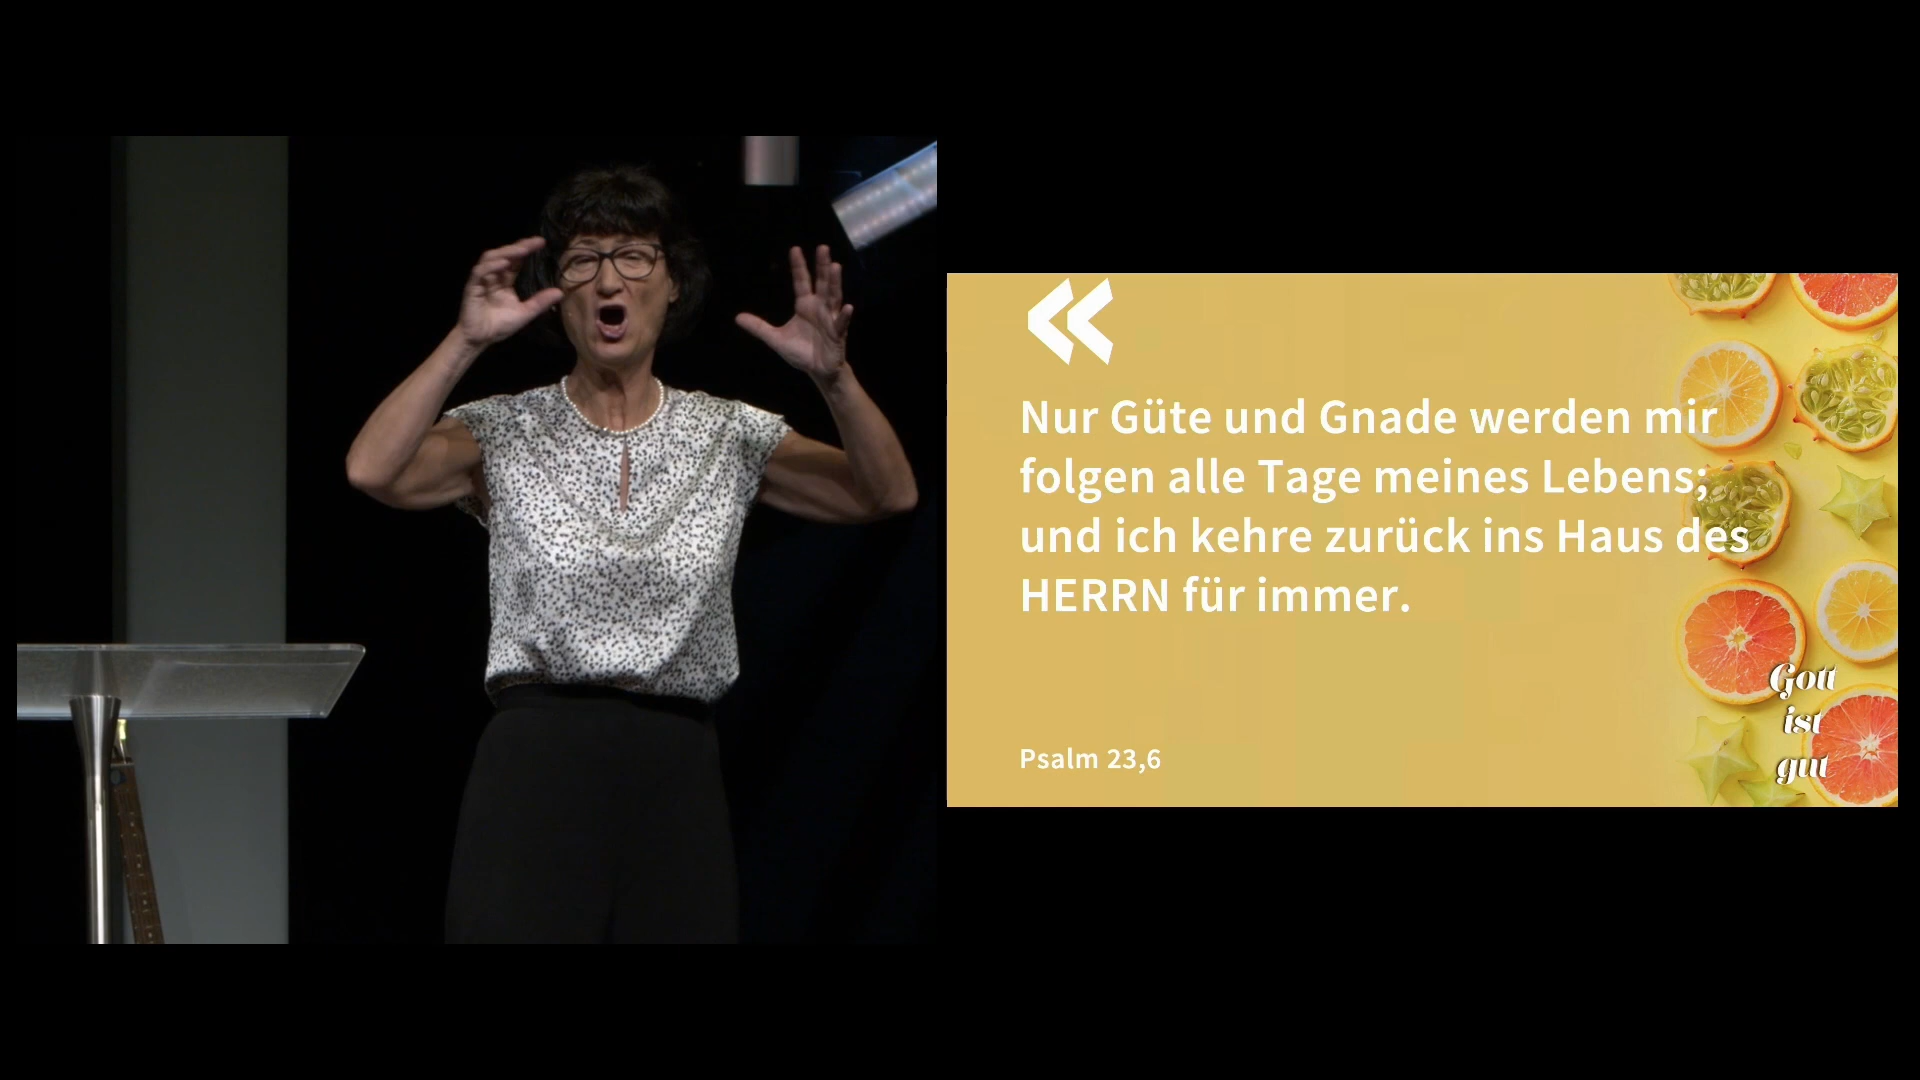 «
Nur Güte und Gnade werden mir
folgen alle Tage meines Lebens;
und ich kehre zurück ins Haus des
HERRN für immer.
Psalm 23,6
Gott
ist
gut